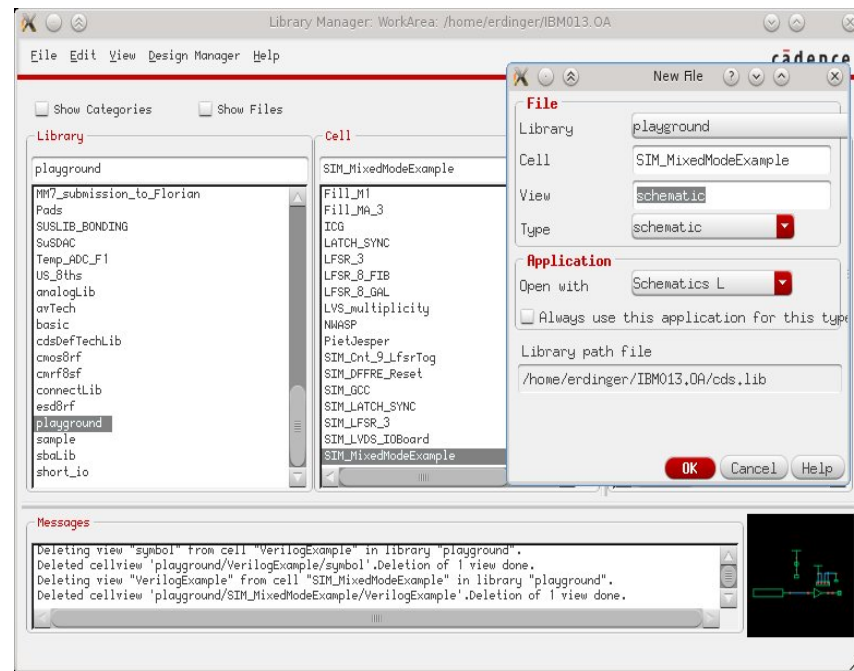 Library Manager: WorkArea: /home/erdinger/IBM013.OA
File Edit View Design Manager Help
cādence
Show Categories Show Files
Library
playground
MM7_submission_to_Florian
Pads
SUSLIB_BONDING
SuSDAC
Temp_ADC_F1
US_8ths
analogLib
avTech
basic
cdsDefTechLib
cmos8rf
cmrf8sf
connectLib
esd8rf
playground
sample
sbaLib
short_io
Cell
SIM_MixedModeExample
Fill_M1
Fill_MA_3
ICG
LATCH_SYNC
LFSR_3
LFSR_8_FIB
LFSR_8_GAL
LVS_multiplicity
NWASP
PietJesper
SIM_Cnt_9_LfsrTog
SIM_DFFRE_Reset
SIM_GCC
SIM_LATCH_SYNC
SIM_LFSR_3
SIM_LVDS_IOBoard
SIM_MixedModeExample
New File
File
Library playground
Cell SIM_MixedModeExample
View schematic
Type schematic
Application
Open with Schematics L
Always use this application for this type
Library path file
/home/erdinger/IBM013.OA/cds.lib
OK Cancel Help
Messages
Deleting view "symbol" from cell "VerilogExample" in library "playground".
Deleted cellview 'playground/VerilogExample/symbol'.Deletion of 1 view done.
Deleting view "VerilogExample" from cell "SIM_MixedModeExample" in library "playground".
Deleted cellview 'playground/SIM_MixedModeExample/VerilogExample'.Deletion of 1 view done.